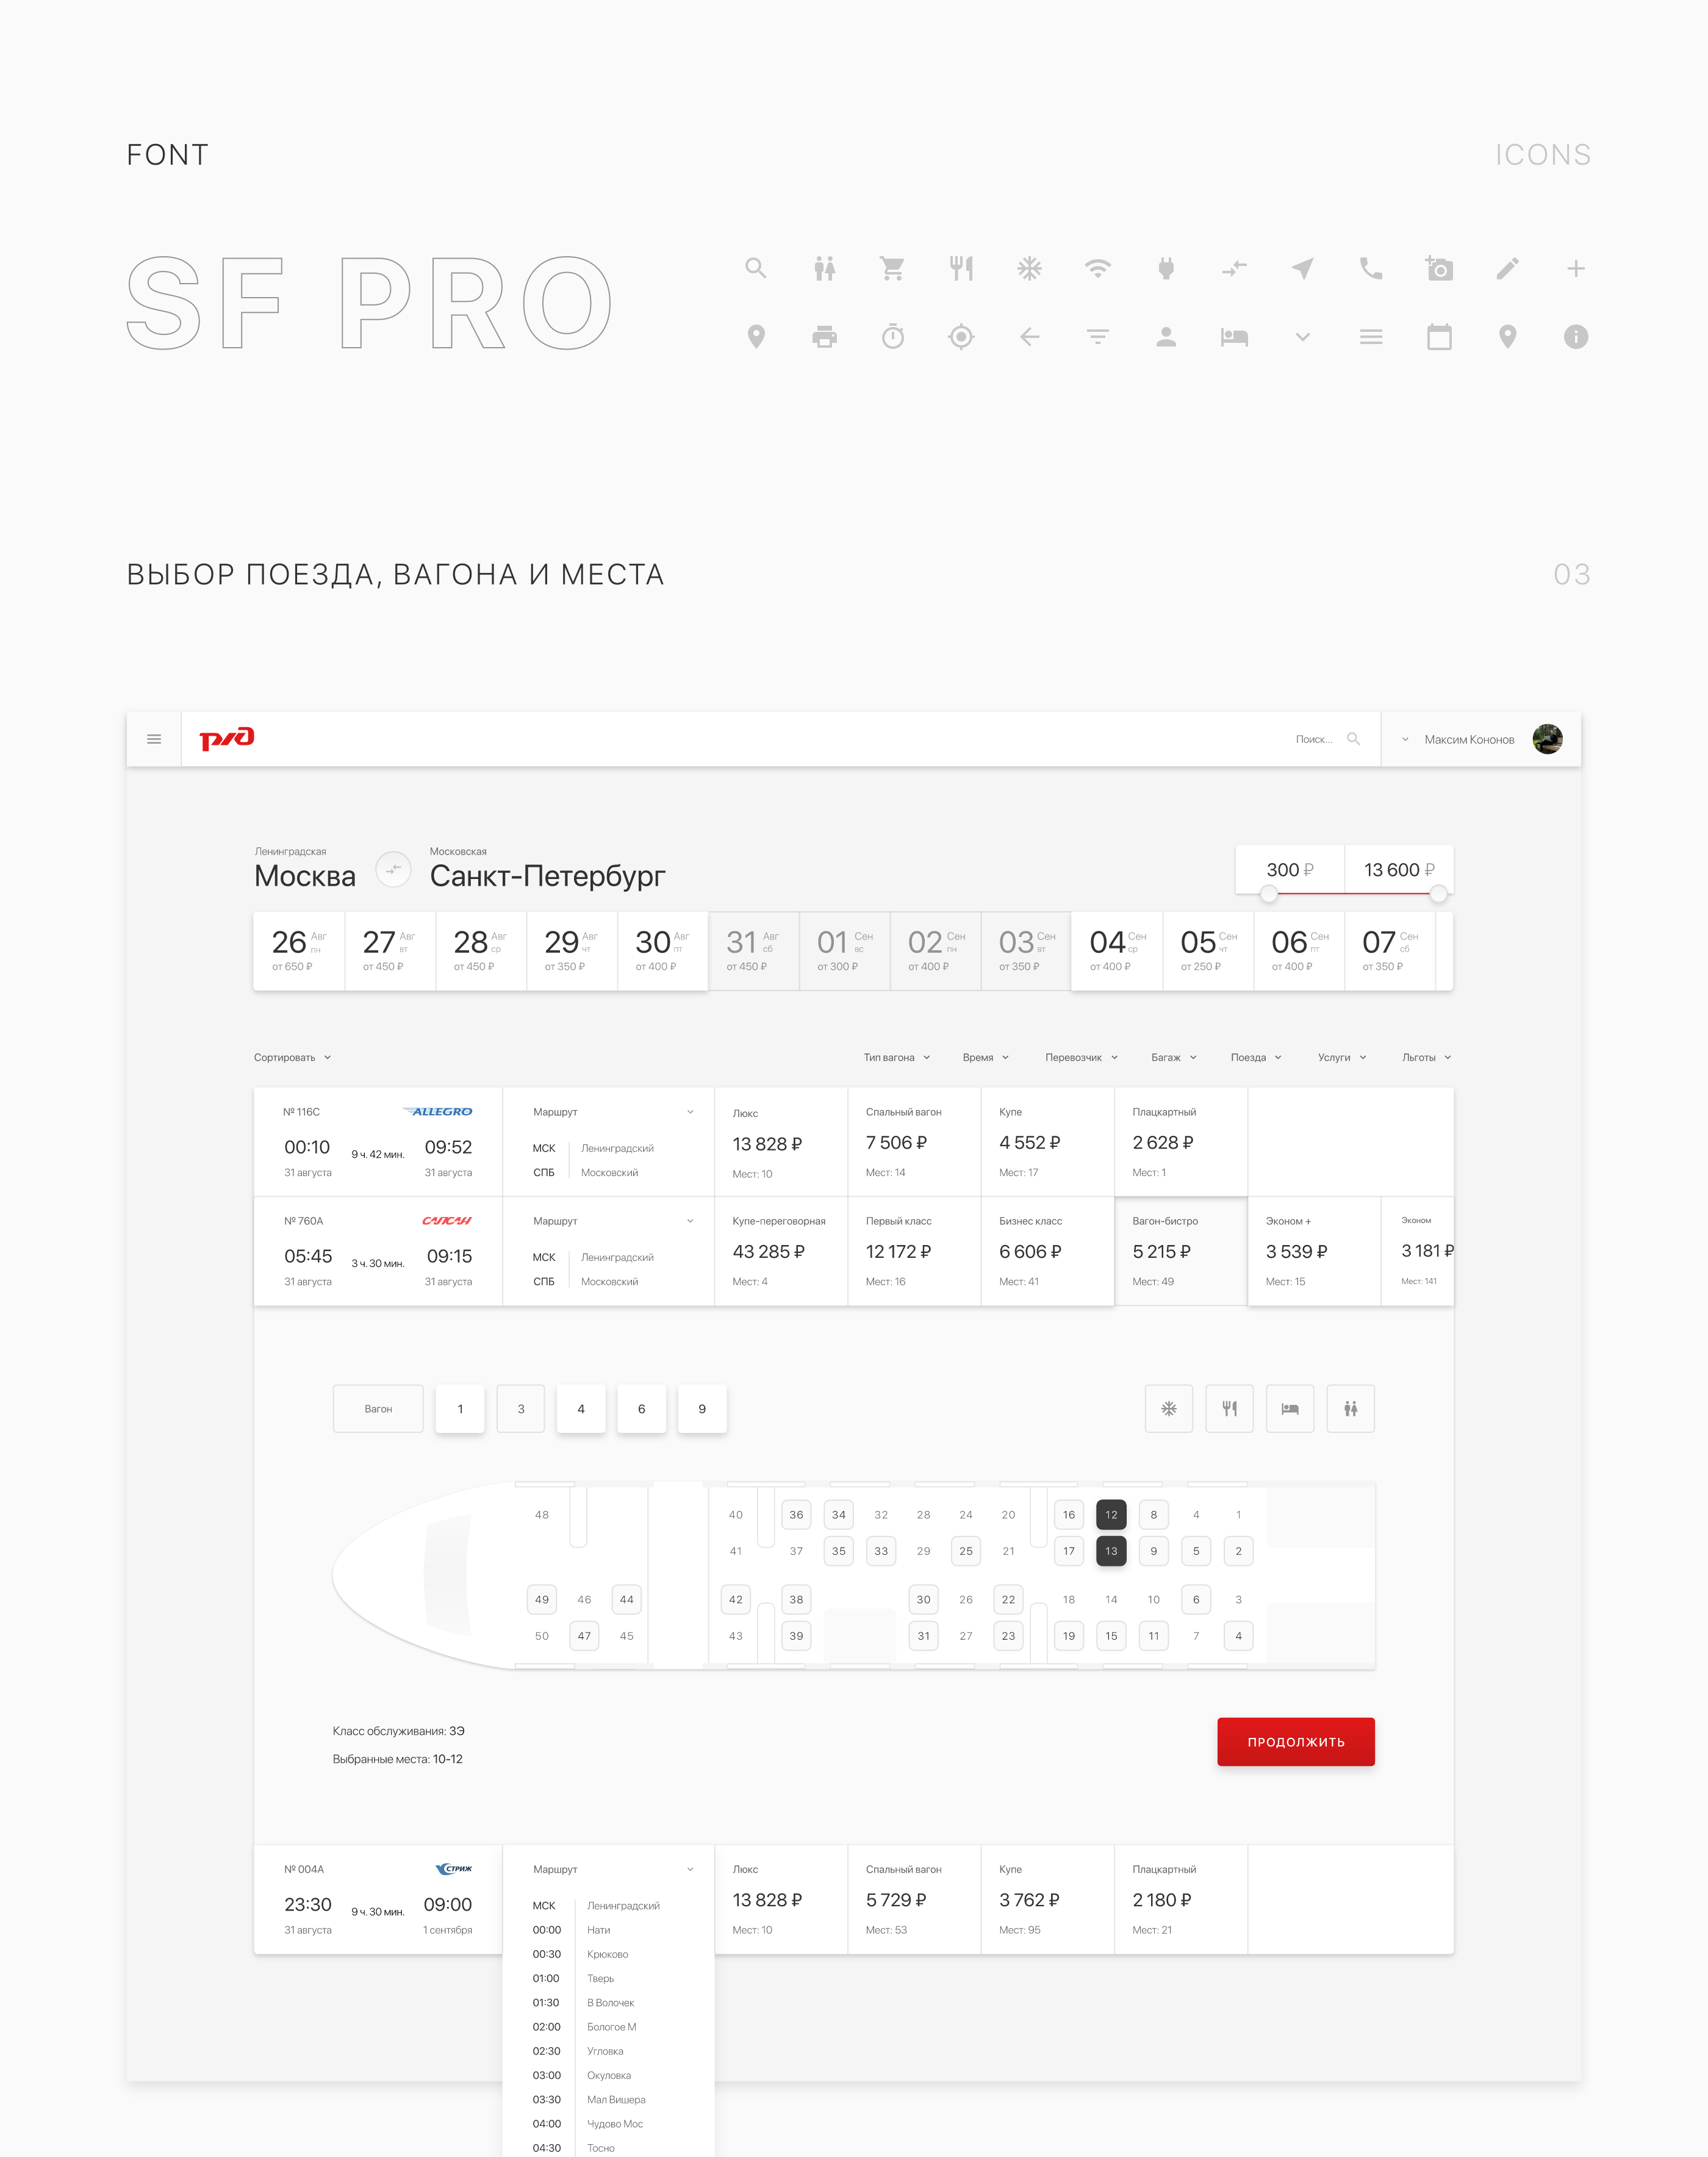 FONT
ICONS
SF PRO
ВЫБОР ПОЕЗДА, ВАГОНА И МЕСТА
03
ржд
Поиск...
Максим Кононов
Ленинградская
Московская
Москва
Санкт-Петербург
300 ₽
13 600 ₽
26 Авг пн от 650 ₽
27 Авг вт от 450 ₽
28 Авг ср от 450 ₽
29 Авг чт от 350 ₽
30 Авг пт от 400 ₽
31 Авг сб от 450 ₽
01 Сен вс от 300 ₽
02 Сен пн от 400 ₽
03 Сен вт от 350 ₽
04 Сен ср от 400 ₽
05 Сен чт от 250 ₽
06 Сен пт от 400 ₽
07 Сен сб от 350 ₽
Сортировать
Тип вагона
Время
Перевозчик
Багаж
Поезда
Услуги
Льготы
№ 116С
ALLEGRO
00:10 9 ч. 42 мин. 09:52
31 августа 31 августа
Маршрут
МСК Ленинградский
СПБ Московский
Люкс
13 828 ₽
Мест: 10
Спальный вагон
7 506 ₽
Мест: 14
Купе
4 552 ₽
Мест: 17
Плацкартный
2 628 ₽
Мест: 1
№ 760А
САПСАН
05:45 3 ч. 30 мин. 09:15
31 августа 31 августа
Маршрут
МСК Ленинградский
СПБ Московский
Купе-переговорная
43 285 ₽
Мест: 4
Первый класс
12 172 ₽
Мест: 16
Бизнес класс
6 606 ₽
Мест: 41
Вагон-бистро
5 215 ₽
Мест: 49
Эконом +
3 539 ₽
Мест: 15
Эконом
3 181 ₽
Мест: 141
Вагон 1 3 4 6 9
48 40 36 34 32 28 24 20 16 12 8 4 1
41 37 35 33 29 25 21 17 13 9 5 2
49 46 44 42 38 30 26 22 18 14 10 6 3
50 47 45 43 39 31 27 23 19 15 11 7 4
Класс обслуживания: 3Э
Выбранные места: 10-12
ПРОДОЛЖИТЬ
№ 004А
СТРИЖ
23:30 9 ч. 30 мин. 09:00
31 августа 1 сентября
Маршрут
МСК Ленинградский
00:00 Нати
00:30 Крюково
01:00 Тверь
01:30 В Волочек
02:00 Бологое М
02:30 Угловка
03:00 Окуловка
03:30 Мал Вишера
04:00 Чудово Мос
04:30 Тосно
Люкс
13 828 ₽
Мест: 10
Спальный вагон
5 729 ₽
Мест: 53
Купе
3 762 ₽
Мест: 95
Плацкартный
2 180 ₽
Мест: 21